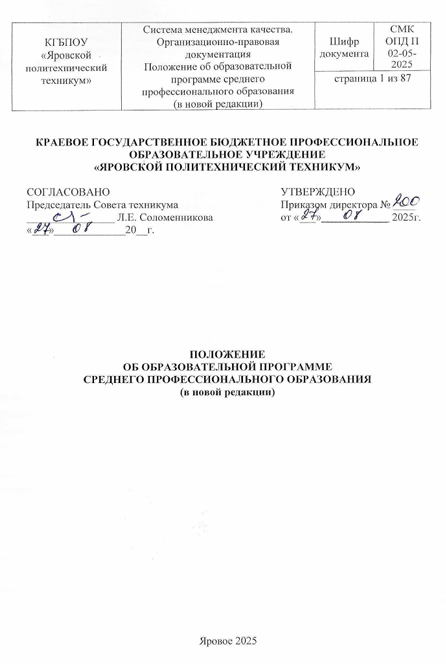 КГБПОУ
«Яровской
политехнический
техникум»
Система менеджмента качества.
Организационно-правовая
документация
Положение об образовательной
программе среднего
профессионального образования
(в новой редакции)
Шифр
документа
СМК
ОПД П
02-05-
2025
страница 1 из 87
КРАЕВОЕ ГОСУДАРСТВЕННОЕ БЮДЖЕТНОЕ ПРОФЕССИОНАЛЬНОЕ
ОБРАЗОВАТЕЛЬНОЕ УЧРЕЖДЕНИЕ
«ЯРОВСКОЙ ПОЛИТЕХНИЧЕСКИЙ ТЕХНИКУМ»
СОГЛАСОВАНО
Председатель Совета техникума
Л.Е. Соломенникова
«27» 08 20__г.
УТВЕРЖДЕНО
Приказом директора № 200
от «27» 08 2025г.
ПОЛОЖЕНИЕ
ОБ ОБРАЗОВАТЕЛЬНОЙ ПРОГРАММЕ
СРЕДНЕГО ПРОФЕССИОНАЛЬНОГО ОБРАЗОВАНИЯ
(в новой редакции)
Яровое 2025